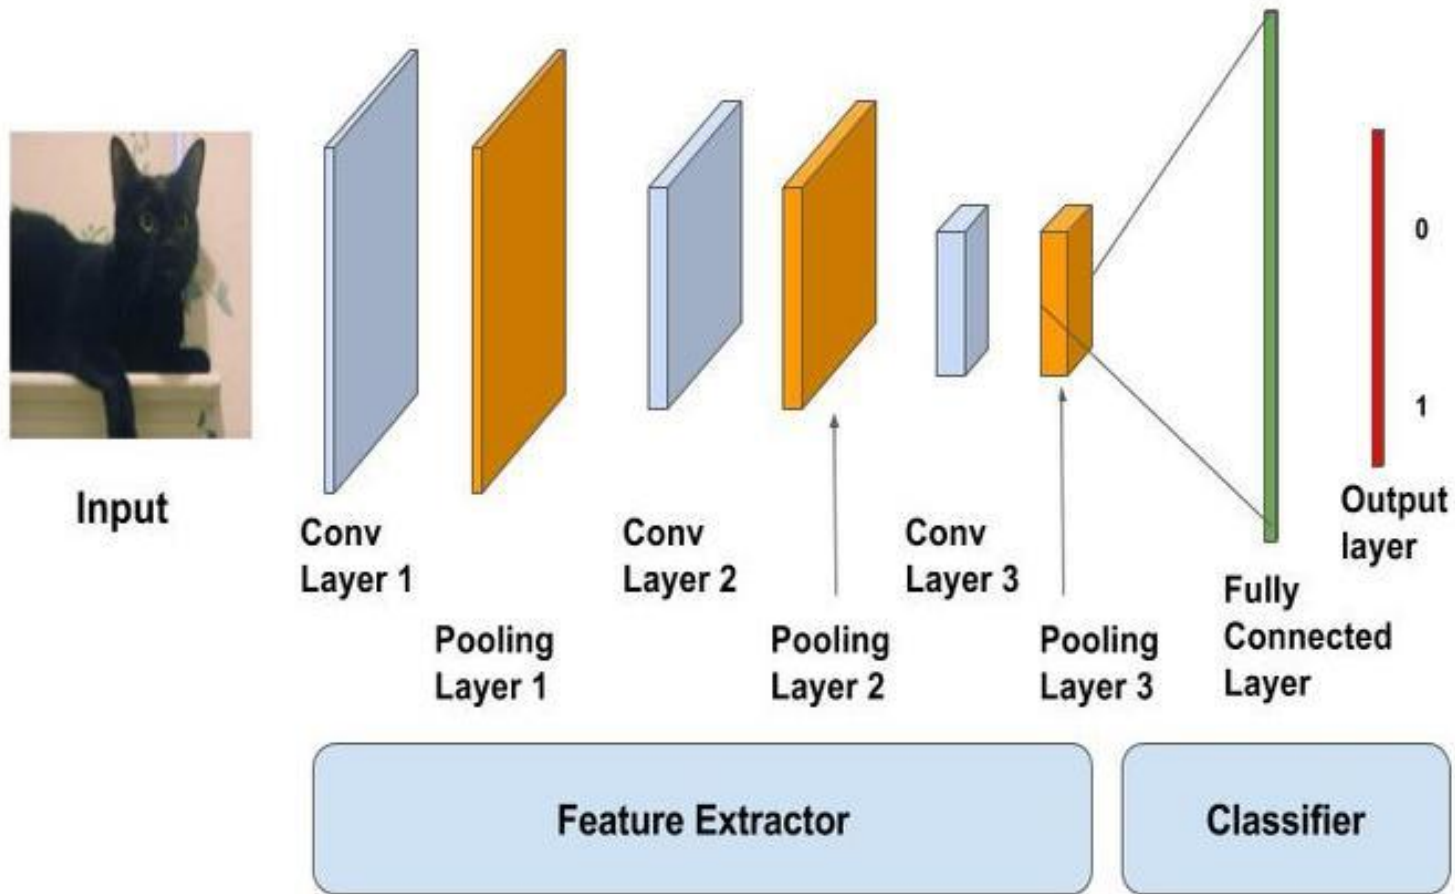 0
1
Input
Output
layer
Conv
Layer 1
Conv
Layer 2
Conv
Layer 3
Fully
Connected
Layer
Pooling
Layer 1
Pooling
Layer 2
Pooling
Layer 3
Feature Extractor
Classifier